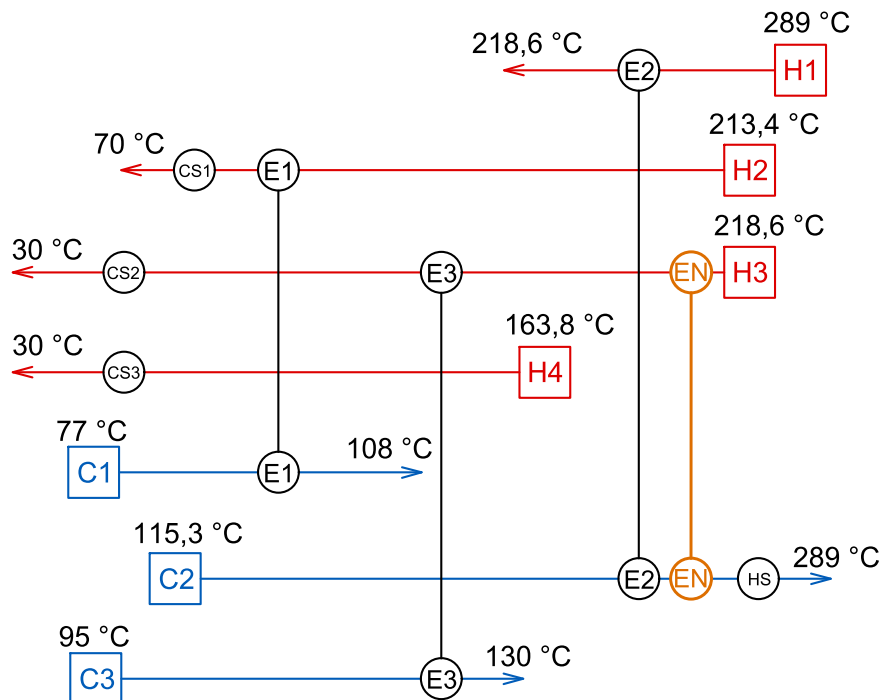 289 °C
218,6 °C
E2
H1
213,4 °C
70 °C
CS1
E1
H2
218,6 °C
30 °C
CS2
E3
EN
H3
163,8 °C
30 °C
CS3
H4
77 °C
108 °C
C1
E1
115,3 °C
289 °C
C2
E2
EN
HS
95 °C
130 °C
C3
E3